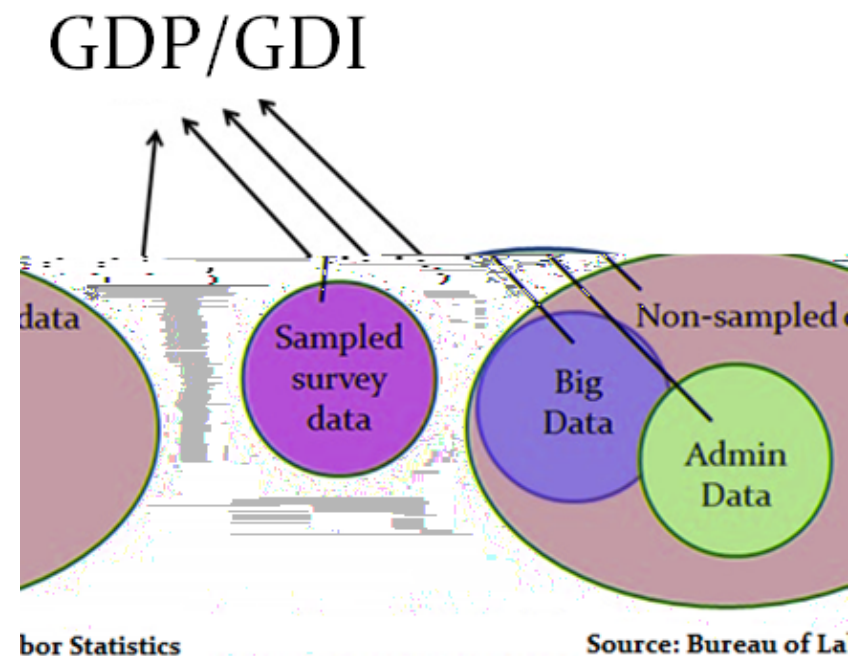 GDP/GDI
data
Sampled
survey
data
Non-sampled
Big
Data
Admin
Data
bor Statistics
Source: Bureau of La